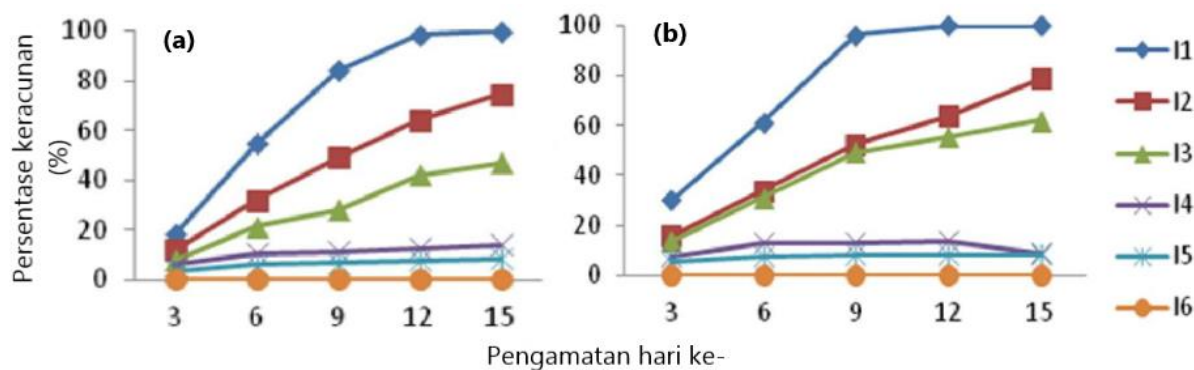 Persentase keracunan
(%)
(a)
100
80
60
40
20
0
3 6 9 12 15
(b)
100
80
60
40
20
0
3 6 9 12 15
I1
I2
I3
I4
I5
I6
Pengamatan hari ke-